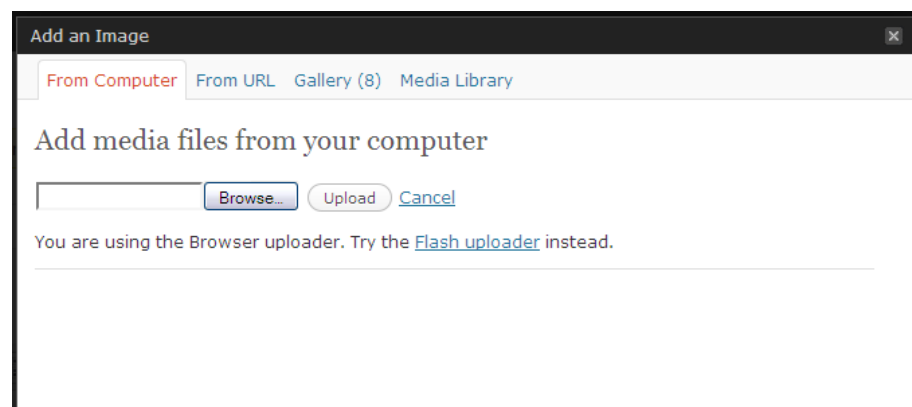 Add an Image
From Computer From URL Gallery (8) Media Library
Add media files from your computer
Browse... Upload Cancel
You are using the Browser uploader. Try the Flash uploader instead.